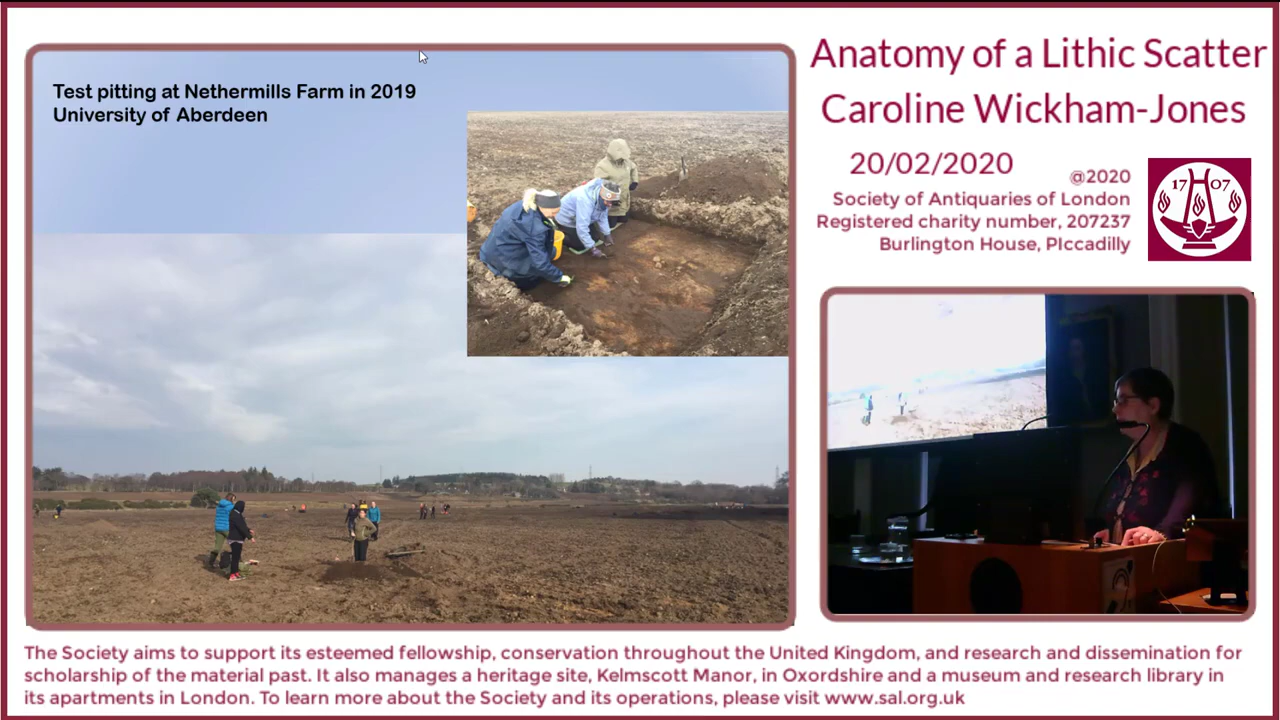 Test pitting at Nethermills Farm in 2019
University of Aberdeen
Anatomy of a Lithic Scatter
Caroline Wickham-Jones
20/02/2020
@2020
Society of Antiquaries of London
Registered charity number, 207237
Burlington House, PIccadilly
17 07
The Society aims to support its esteemed fellowship, conservation throughout the United Kingdom, and research and dissemination for
scholarship of the material past. It also manages a heritage site, Kelmscott Manor, in Oxordshire and a museum and research library in
its apartments in London. To learn more about the Society and its operations, please visit www.sal.org.uk